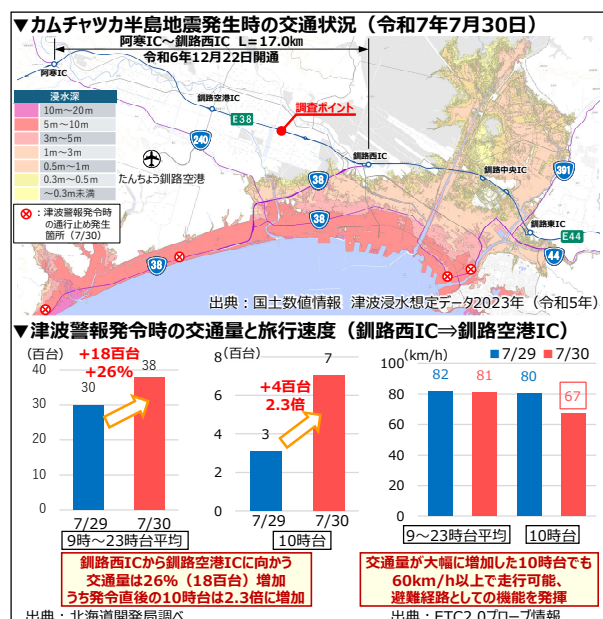 ▼カムチャツカ半島地震発生時の交通状況（令和7年7月30日）
阿寒IC～釧路西IC L＝17.0㎞
令和6年12月22日開通
阿寒IC
浸水深
10m～20m
5m～10m
3m～5m
1m～3m
0.5m～1m
0.3m～0.5m
～0.3m未満
釧路空港IC
E38
調査ポイント
240
たんちょう釧路空港
釧路西IC
38
釧路中央IC
391
38
釧路東IC
E44
44
：津波警報発令時
の通行止め発生
箇所（7/30）
38
出典：国土数値情報 津波浸水想定データ2023年（令和5年）
▼津波警報発令時の交通量と旅行速度（釧路西IC⇒釧路空港IC）
（百台）
+18百台
+26%
40
30
20
10
0
30
38
7/29
7/30
9時～23時台平均
（百台）
+4百台
2.3倍
8
6
4
2
0
3
7
7/29
7/30
10時台
（km/h）
7/29
7/30
100
80
60
40
20
0
82
81
80
67
9～23時台平均
10時台
釧路西ICから釧路空港ICに向かう
交通量は26%（18百台）増加
うち発令直後の10時台は2.3倍に増加
交通量が大幅に増加した10時台でも
60km/h以上で走行可能、
避難経路としての機能を発揮
出典：北海道開発局調べ
出典：ETC2.0プローブ情報